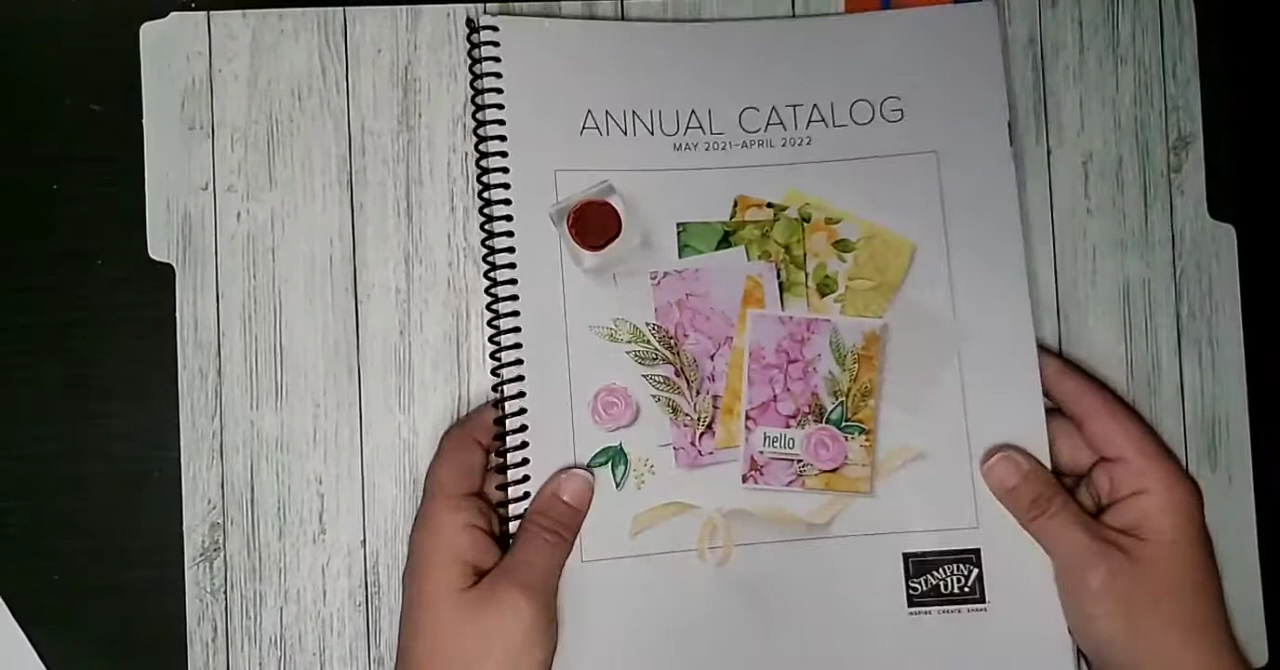 ANNUAL CATALOG
MAY 2021–APRIL 2022
hello
STAMPIN' UP!
INSPIRE. CREATE. SHARE.